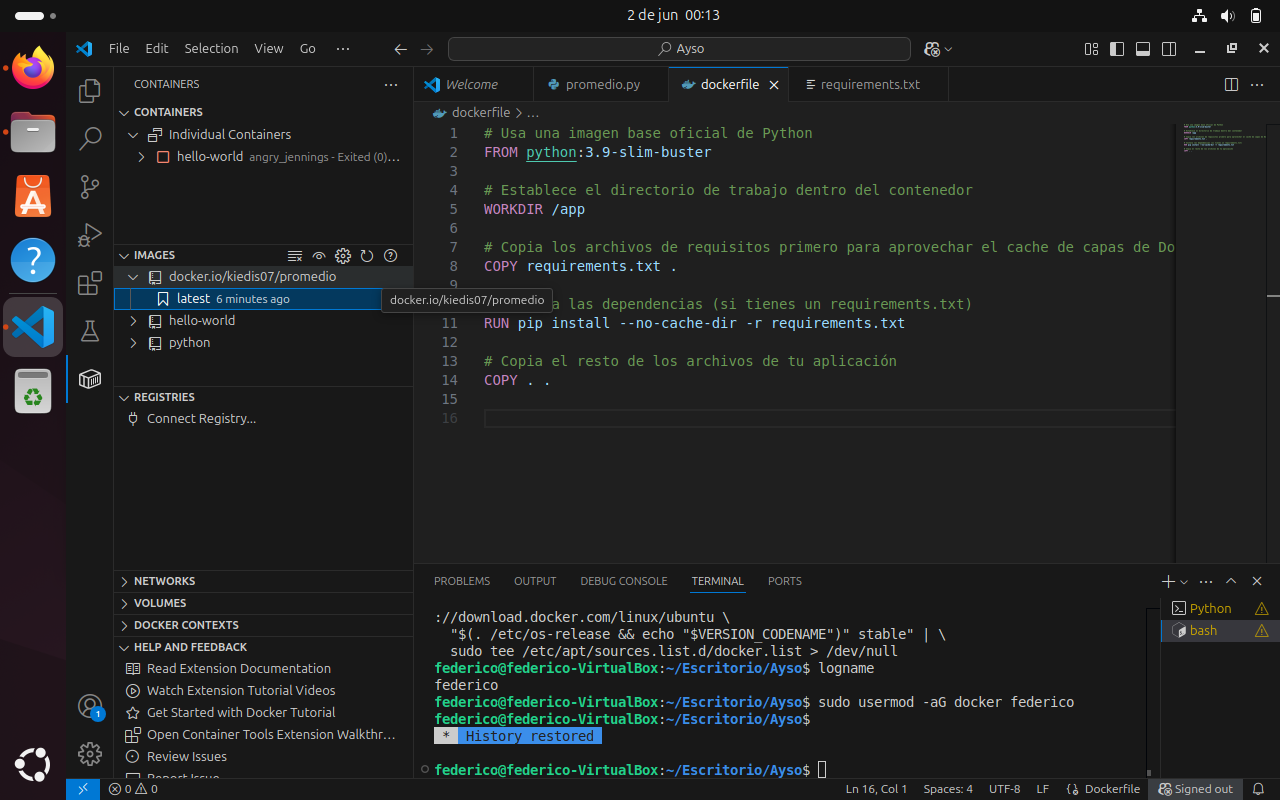 2 de jun 00:13
File Edit Selection View Go ···
Ayso
CONTAINERS
CONTAINERS
Individual Containers
hello-world angry_jennings - Exited (0)...
IMAGES
docker.io/kiedis07/promedio
latest 6 minutes ago
docker.io/kiedis07/promedio
hello-world
python
REGISTRIES
Connect Registry...
NETWORKS
VOLUMES
DOCKER CONTEXTS
HELP AND FEEDBACK
Read Extension Documentation
Watch Extension Tutorial Videos
Get Started with Docker Tutorial
Open Container Tools Extension Walkthr...
Review Issues
Report Issue
1
Welcome
promedio.py
dockerfile
requirements.txt
dockerfile > ...
1 # Usa una imagen base oficial de Python
2 FROM python:3.9-slim-buster
3
4 # Establece el directorio de trabajo dentro del contenedor
5 WORKDIR /app
6
7 # Copia los archivos de requisitos primero para aprovechar el cache de capas de Do
8 COPY requirements.txt .
9
a las dependencias (si tienes un requirements.txt)
11 RUN pip install --no-cache-dir -r requirements.txt
12
13 # Copia el resto de los archivos de tu aplicación
14 COPY . .
15
16
PROBLEMS OUTPUT DEBUG CONSOLE TERMINAL PORTS
://download.docker.com/linux/ubuntu \
"$(. /etc/os-release && echo "$VERSION_CODENAME")" stable" | \
sudo tee /etc/apt/sources.list.d/docker.list > /dev/null
federico@federico-VirtualBox:~/Escritorio/Ayso$ logname
federico
federico@federico-VirtualBox:~/Escritorio/Ayso$ sudo usermod -aG docker federico
federico@federico-VirtualBox:~/Escritorio/Ayso$
* History restored
federico@federico-VirtualBox:~/Escritorio/Ayso$
Python
bash
0 0
Ln 16, Col 1 Spaces: 4 UTF-8 LF Dockerfile Signed out